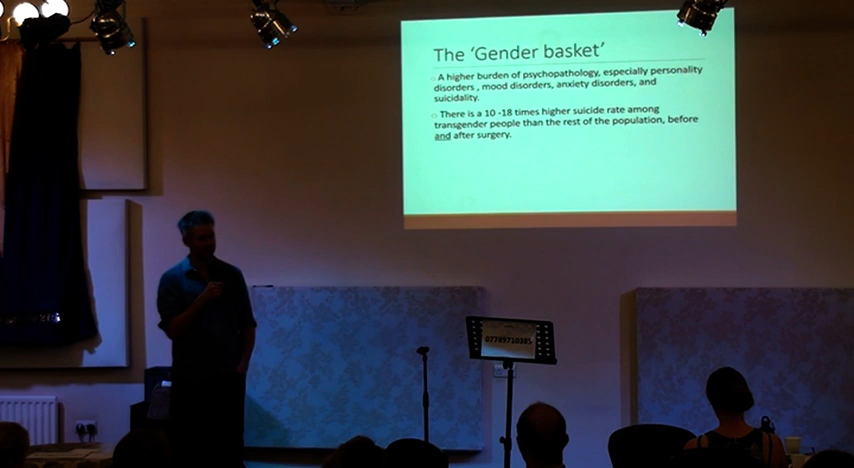 The 'Gender basket'
○ A higher burden of psychopathology, especially personality
disorders , mood disorders, anxiety disorders, and
suicidality.
○ There is a 10 -18 times higher suicide rate among
transgender people than the rest of the population, before
and after surgery.
07789710385